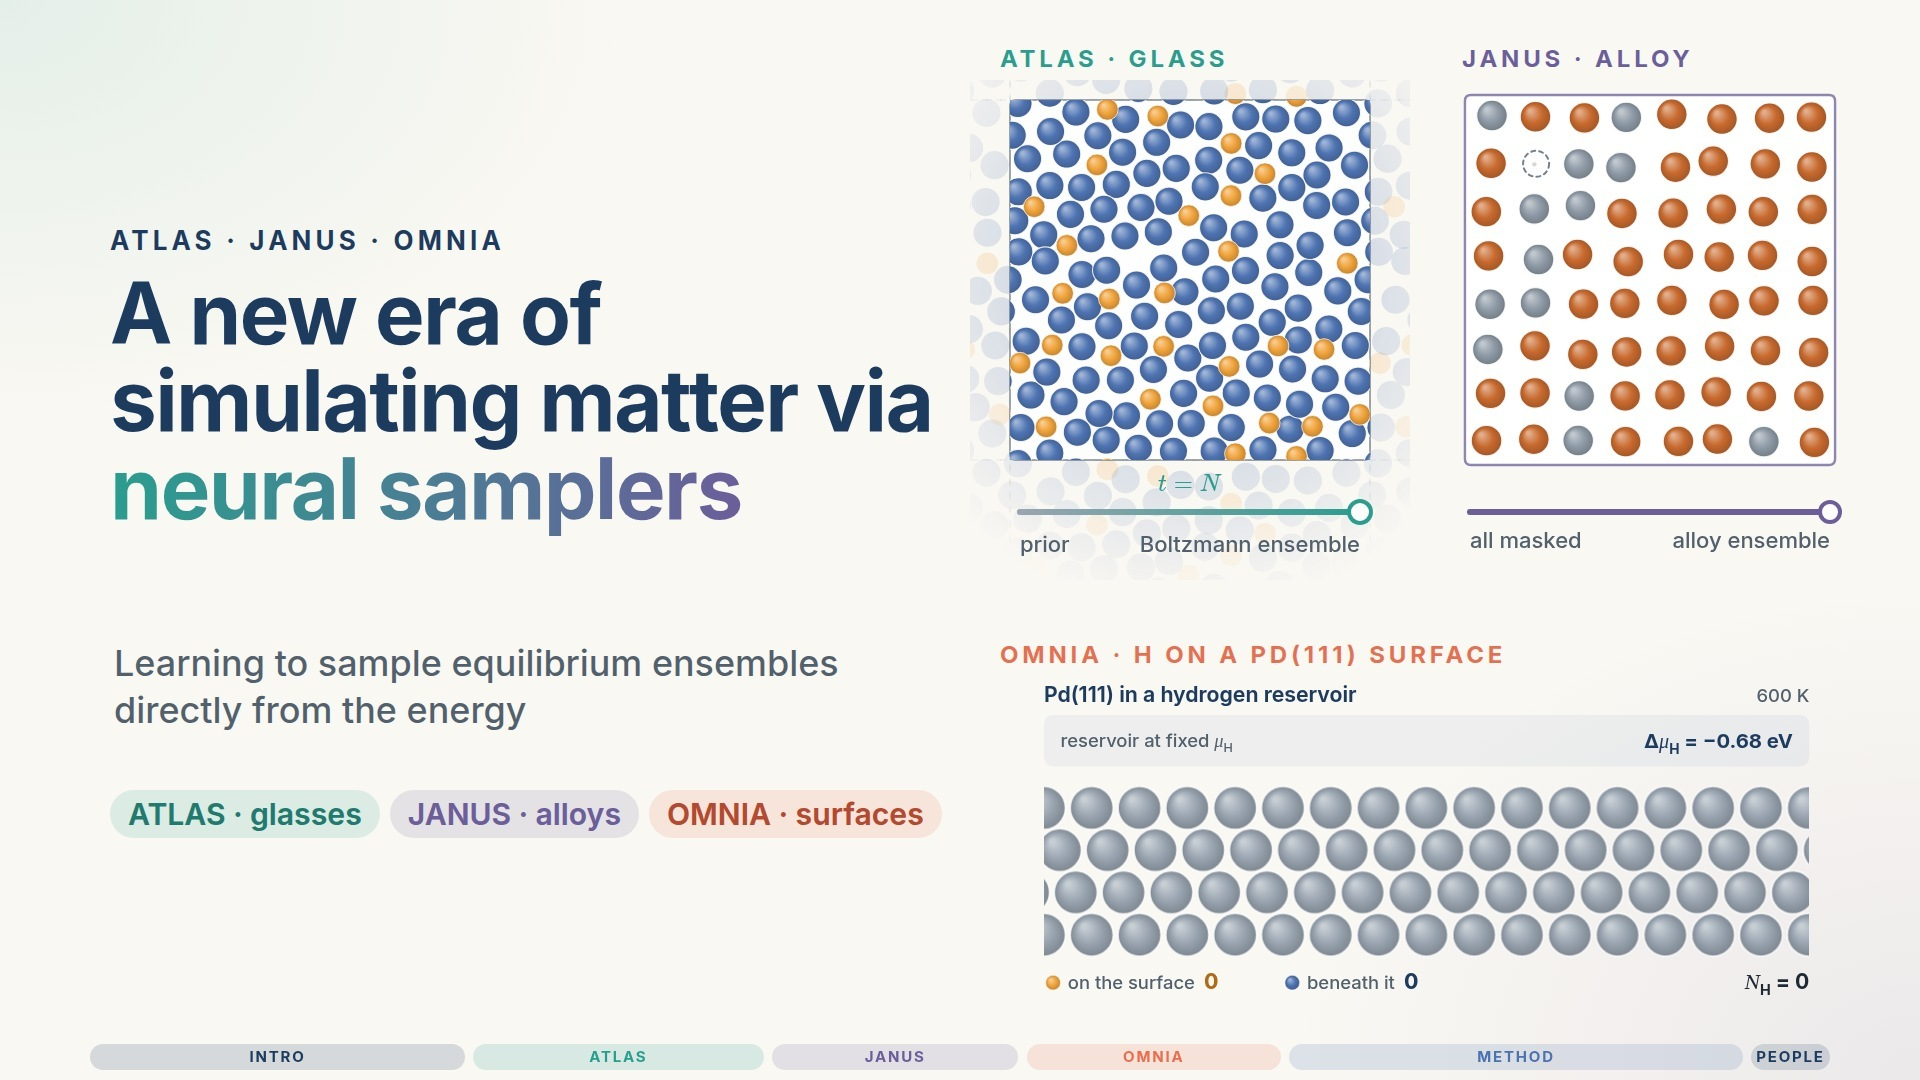 ATLAS · JANUS · OMNIA
A new era of
simulating matter via
neural samplers
Learning to sample equilibrium ensembles
directly from the energy
ATLAS · glasses
JANUS · alloys
OMNIA · surfaces
ATLAS · GLASS
t = N
prior
Boltzmann ensemble
JANUS · ALLOY
all masked
alloy ensemble
OMNIA · H ON A PD(111) SURFACE
Pd(111) in a hydrogen reservoir
600 K
reservoir at fixed μH
ΔμH = −0.68 eV
on the surface 0
beneath it 0
NH = 0
INTRO
ATLAS
JANUS
OMNIA
METHOD
PEOPLE